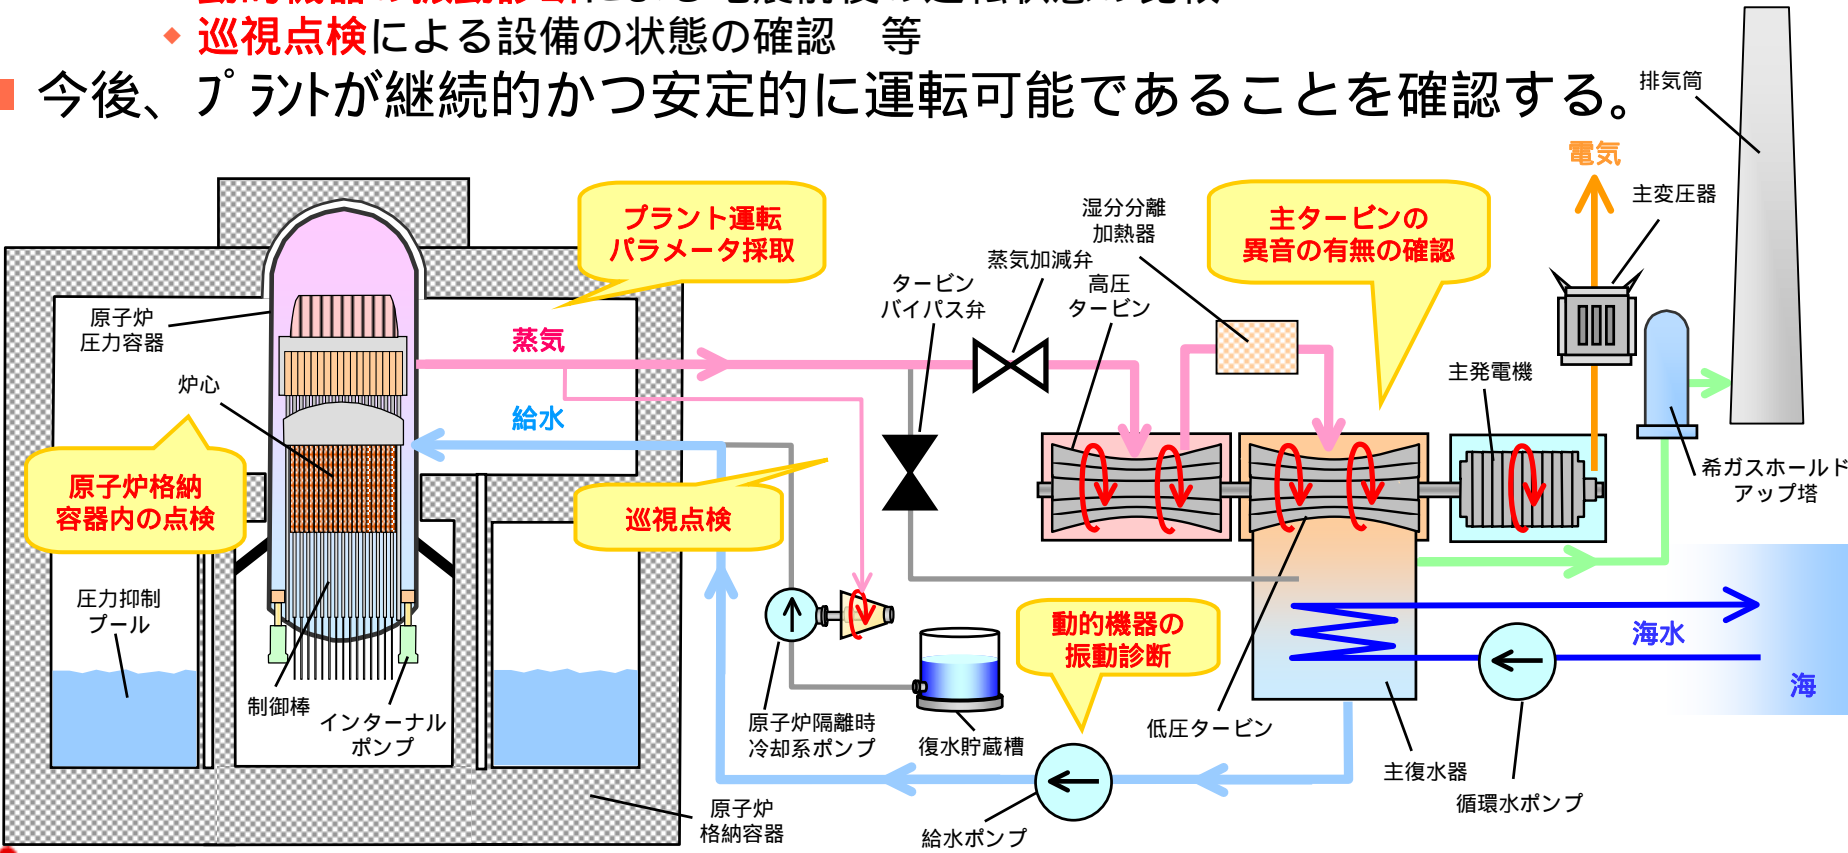 巡視点検による設備の状態の確認　等
今後、プラントが継続的かつ安定的に運転可能であることを確認する。
排気筒
電気
主変圧器
プラント運転
パラメータ採取
湿分分離
加熱器
主タービンの
異音の有無の確認
蒸気加減弁
タービン
バイパス弁
高圧
タービン
原子炉
圧力容器
蒸気
炉心
主発電機
給水
希ガスホールド
アップ塔
原子炉格納
容器内の点検
巡視点検
圧力抑制
プール
動的機器の
振動診断
海水
海
制御棒
インターナル
ポンプ
原子炉隔離時
冷却系ポンプ
復水貯蔵槽
低圧タービン
主復水器
循環水ポンプ
原子炉
格納容器
給水ポンプ